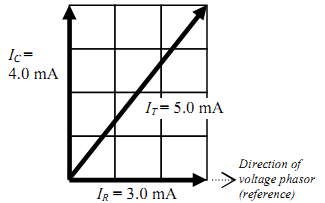 I_C =
4.0 mA
I_T = 5.0 mA
I_R = 3.0 mA
Direction of
voltage phasor
(reference)